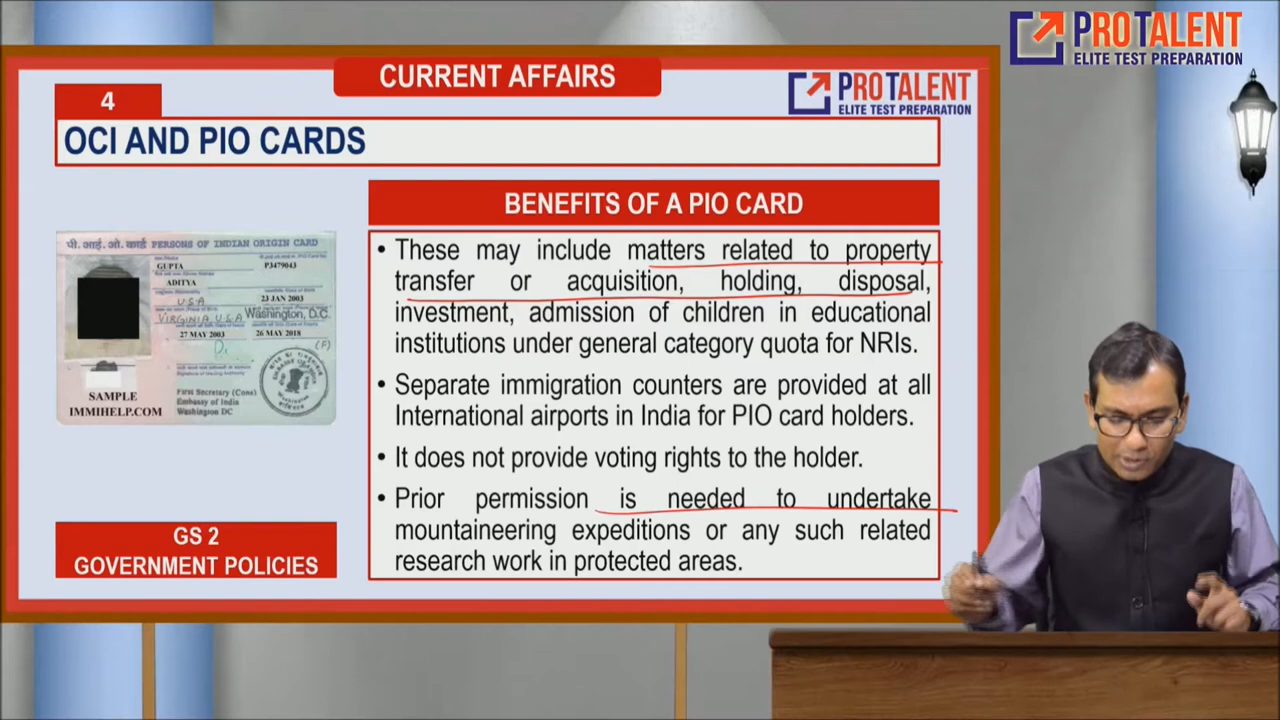 PROTALENT
ELITE TEST PREPARATION
CURRENT AFFAIRS
PROTALENT
ELITE TEST PREPARATION
4
OCI AND PIO CARDS
पी. आई. ओ. कार्ड PERSONS OF INDIAN ORIGIN CARD
GUPTA P3479043
ADITYA
U.S.A 23 JAN 2003
VIRGINIA U.S.A Washington, D.C.
27 MAY 2003 26 MAY 2018
(F)
First Secretary (Cons)
Embassy of India
Washington DC
SAMPLE
IMMIHELP.COM
GS 2
GOVERNMENT POLICIES
BENEFITS OF A PIO CARD
• These may include matters related to property
transfer or acquisition, holding, disposal,
investment, admission of children in educational
institutions under general category quota for NRIs.
• Separate immigration counters are provided at all
International airports in India for PIO card holders.
• It does not provide voting rights to the holder.
• Prior permission is needed to undertake
mountaineering expeditions or any such related
research work in protected areas.